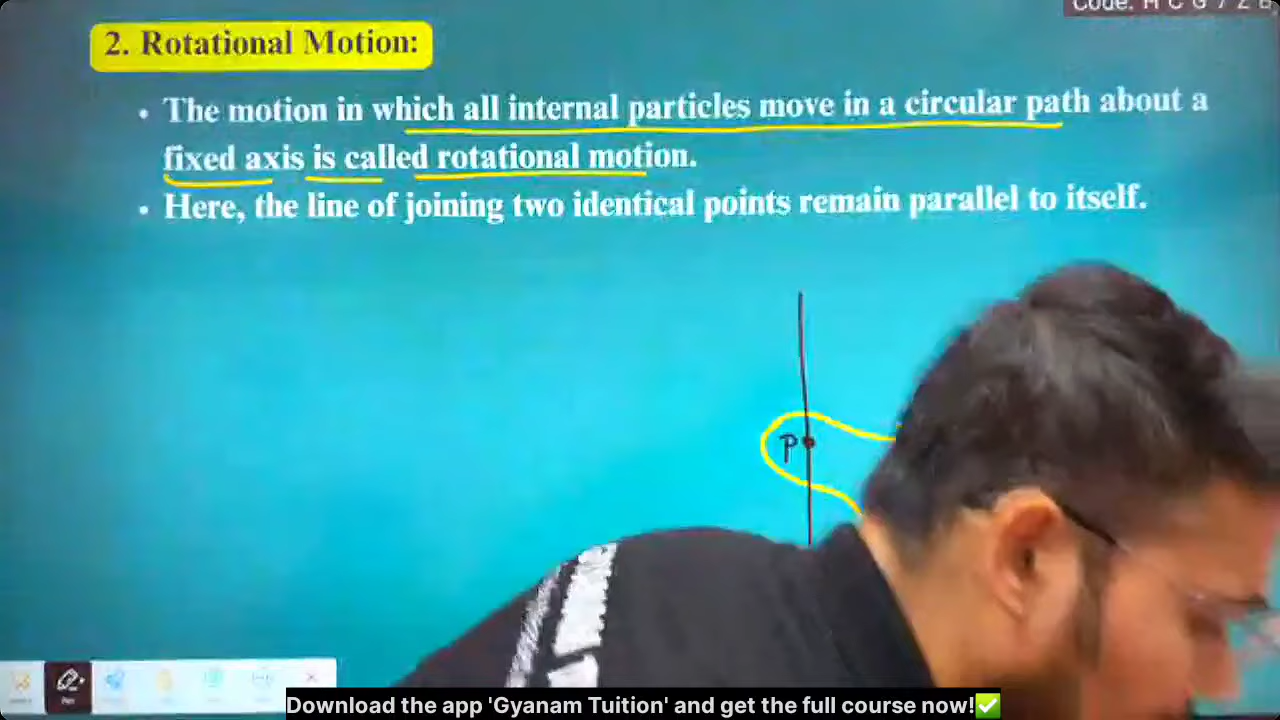 2. Rotational Motion:
• The motion in which all internal particles move in a circular path about a
fixed axis is called rotational motion.
• Here, the line of joining two identical points remain parallel to itself.
P
Download the app 'Gyanam Tuition' and get the full course now!✅